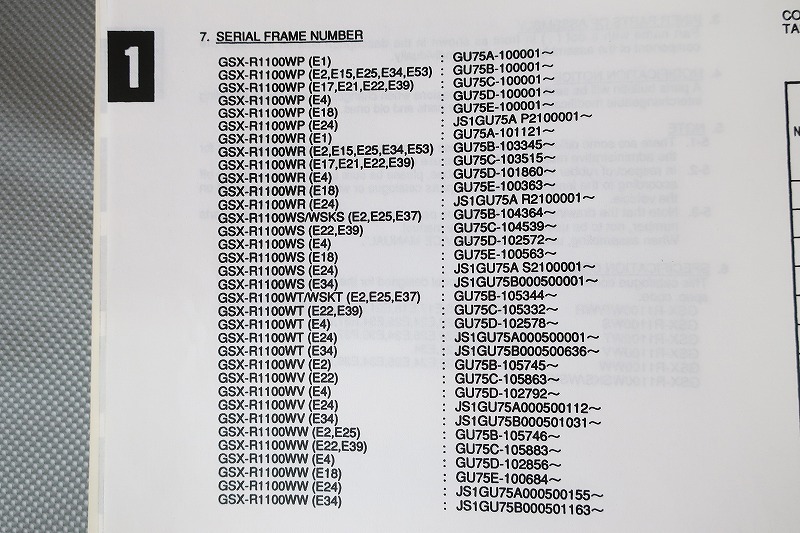 CO
TA
1
7. SERIAL FRAME NUMBER
GSX-R1100WP (E1) : GU75A-100001~
GSX-R1100WP (E2,E15,E25,E34,E53) : GU75B-100001~
GSX-R1100WP (E17,E21,E22,E39) : GU75C-100001~
GSX-R1100WP (E4) : GU75D-100001~
GSX-R1100WP (E18) : GU75E-100001~
GSX-R1100WP (E24) : JS1GU75A P2100001~
GSX-R1100WR (E1) : GU75A-101121~
GSX-R1100WR (E2,E15,E25,E34,E53) : GU75B-103345~
GSX-R1100WR (E17,E21,E22,E39) : GU75C-103515~
GSX-R1100WR (E4) : GU75D-101860~
GSX-R1100WR (E18) : GU75E-100363~
GSX-R1100WR (E24) : JS1GU75A R2100001~
GSX-R1100WS/WSKS (E2,E25,E37) : GU75B-104364~
GSX-R1100WS (E22,E39) : GU75C-104539~
GSX-R1100WS (E4) : GU75D-102572~
GSX-R1100WS (E18) : GU75E-100563~
GSX-R1100WS (E24) : JS1GU75A S2100001~
GSX-R1100WS (E34) : JS1GU75B000500001~
GSX-R1100WT/WSKT (E2,E25,E37) : GU75B-105344~
GSX-R1100WT (E22,E39) : GU75C-105332~
GSX-R1100WT (E4) : GU75D-102578~
GSX-R1100WT (E24) : JS1GU75A000500001~
GSX-R1100WT (E34) : JS1GU75B000500636~
GSX-R1100WV (E2) : GU75B-105745~
GSX-R1100WV (E22) : GU75C-105863~
GSX-R1100WV (E4) : GU75D-102792~
GSX-R1100WV (E24) : JS1GU75A000500112~
GSX-R1100WV (E34) : JS1GU75B000501031~
GSX-R1100WW (E2,E25) : GU75B-105746~
GSX-R1100WW (E22,E39) : GU75C-105883~
GSX-R1100WW (E4) : GU75D-102856~
GSX-R1100WW (E18) : GU75E-100684~
GSX-R1100WW (E24) : JS1GU75A000500155~
GSX-R1100WW (E34) : JS1GU75B000501163~